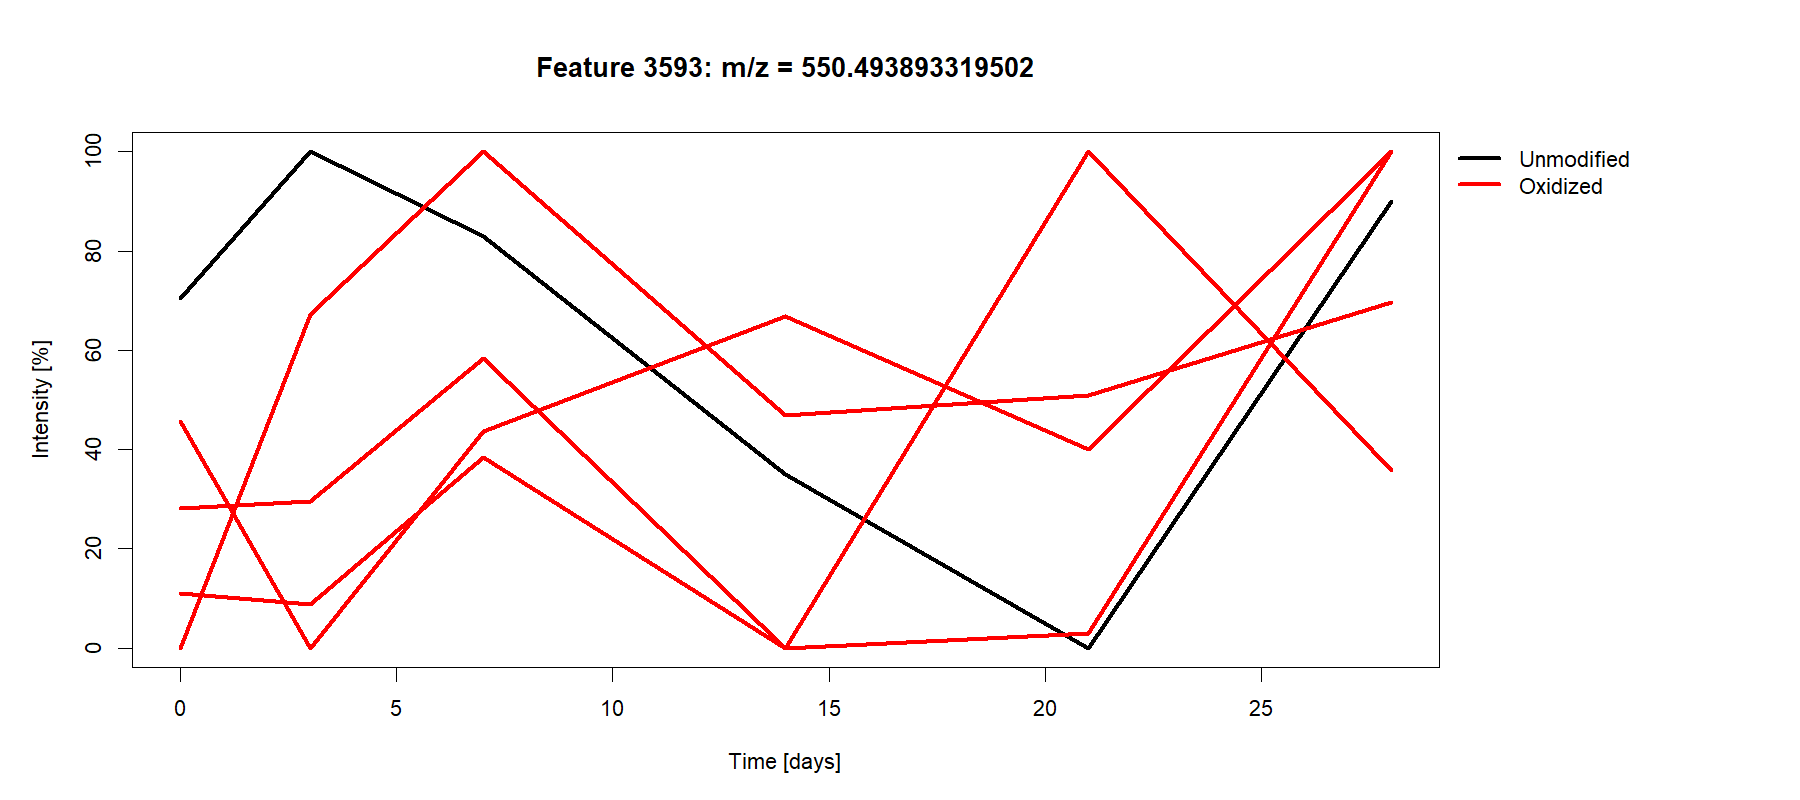 Feature 3593: m/z = 550.493893319502
Unmodified
Oxidized
Intensity [%]
100
80
60
40
20
0
0 5 10 15 20 25
Time [days]